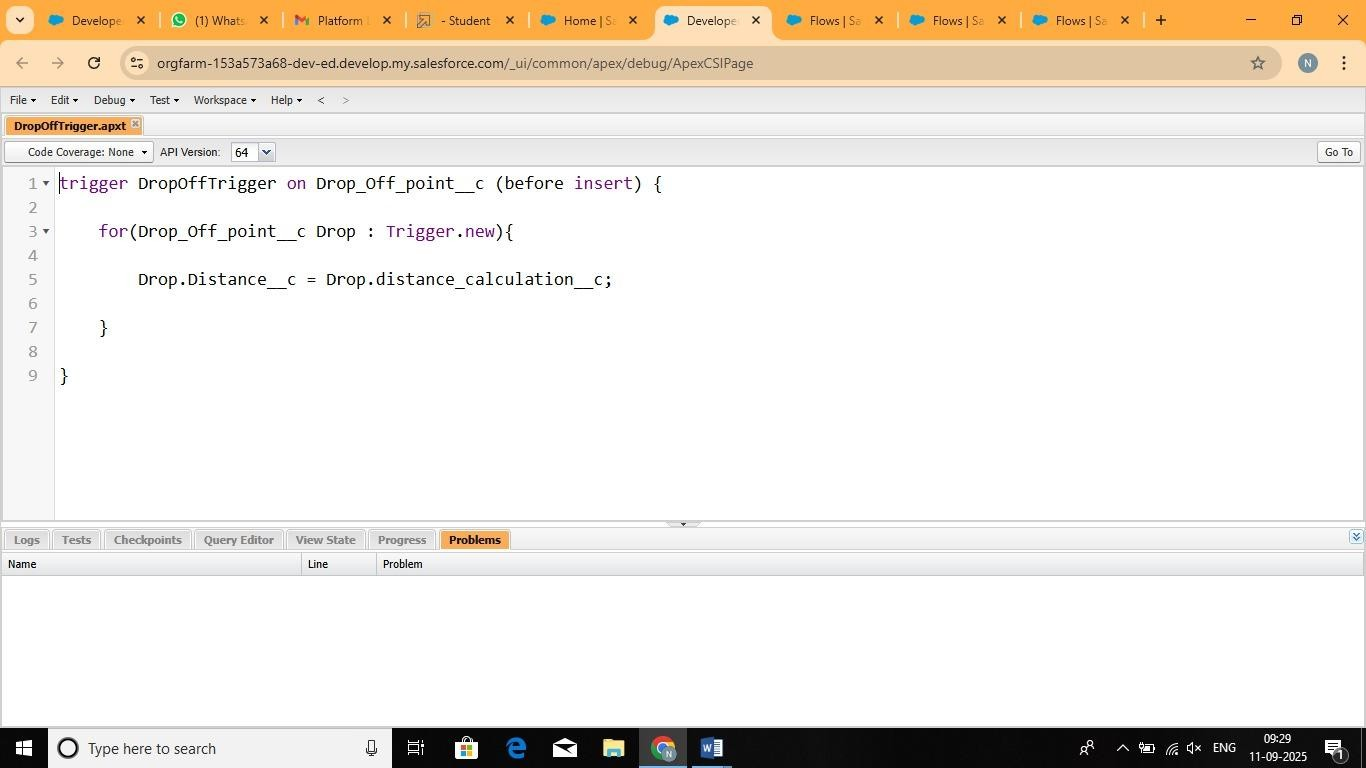 Develope
(1) Whats
Platform
- Student
Home | Sa
Develope
Flows | Sa
Flows | Sa
Flows | Sa
orgfarm-153a573a68-dev-ed.develop.my.salesforce.com/_ui/common/apex/debug/ApexCSIPage
N
File Edit Debug Test Workspace Help < >
DropOffTrigger.apxt
Code Coverage: None API Version: 64 Go To
1 trigger DropOffTrigger on Drop_Off_point__c (before insert) {
2
3 for(Drop_Off_point__c Drop : Trigger.new){
4
5 Drop.Distance__c = Drop.distance_calculation__c;
6
7 }
8
9 }
Logs Tests Checkpoints Query Editor View State Progress Problems
Name Line Problem
Type here to search
N
W
ENG
09:29
11-09-2025
1